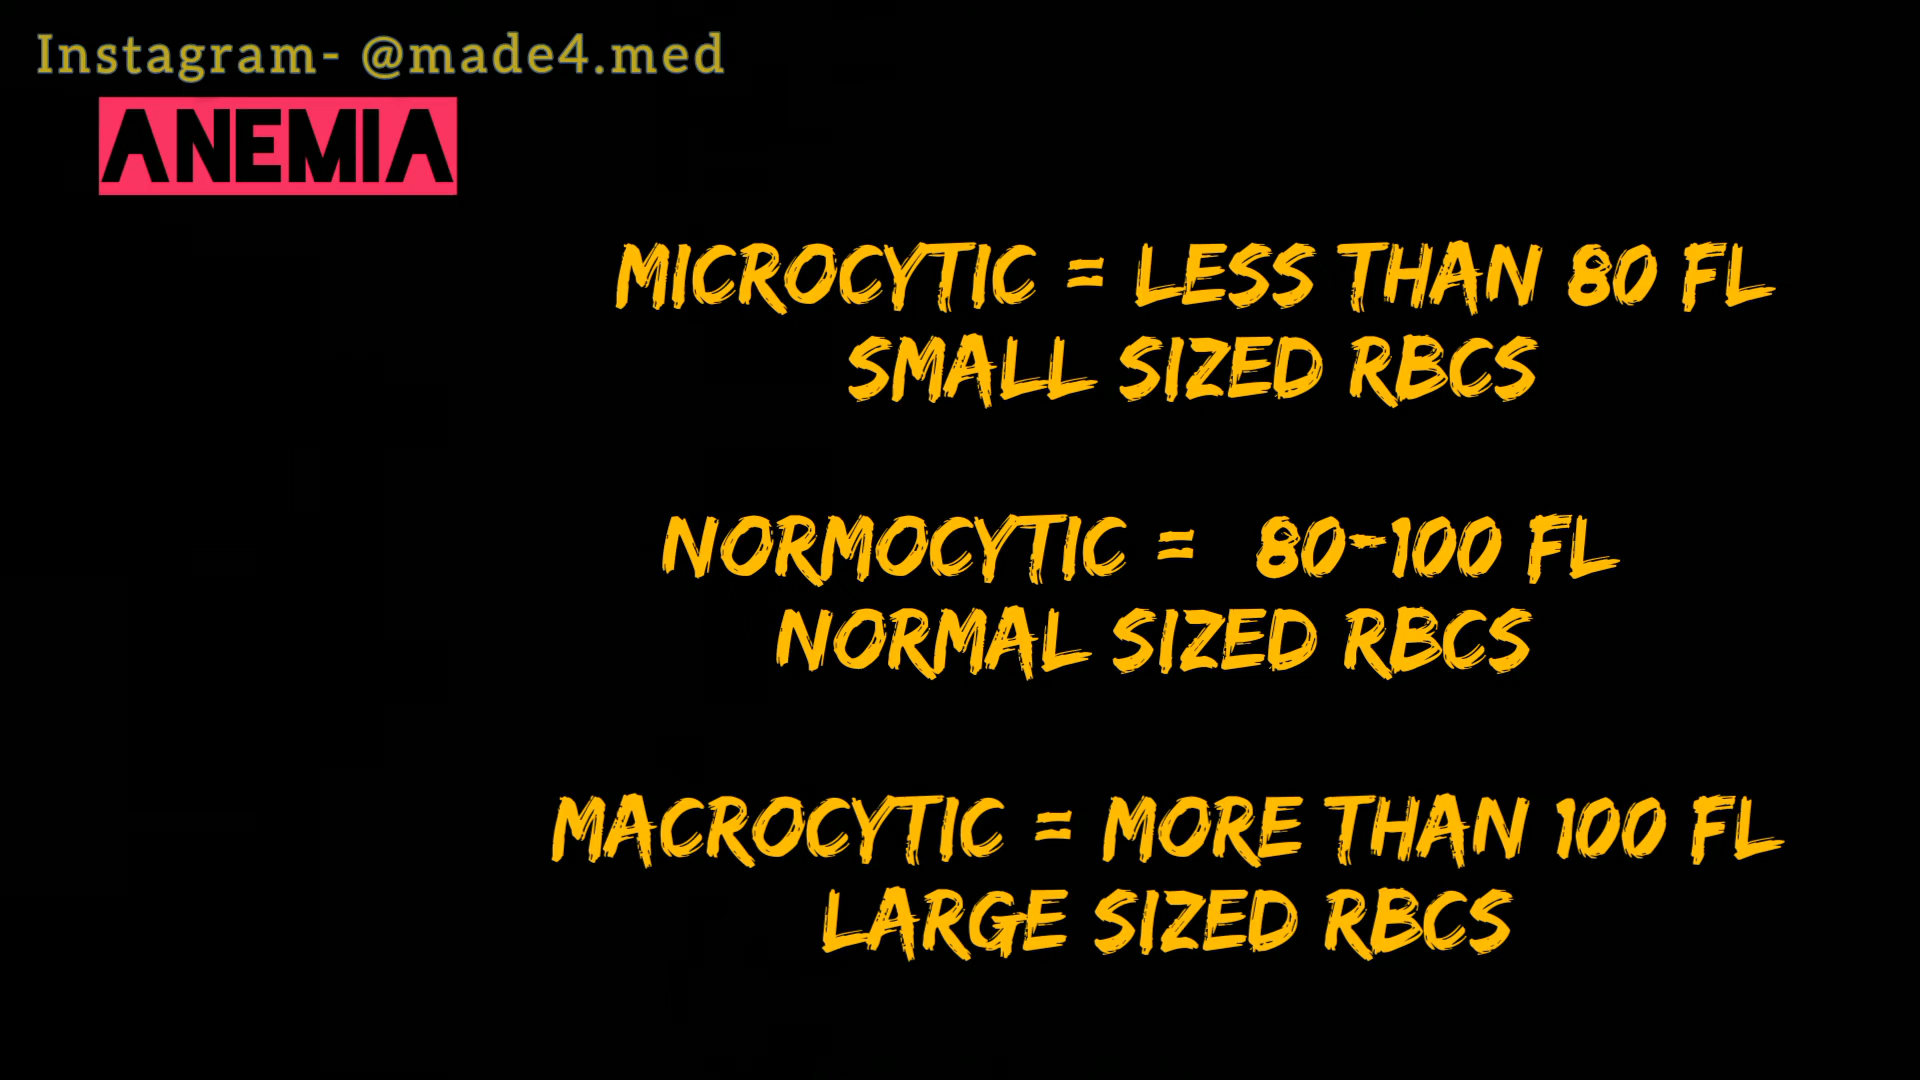 Instagram- @made4.med
ANEMIA
MICROCYTIC = LESS THAN 80 FL
SMALL SIZED RBCS
NORMOCYTIC = 80-100 FL
NORMAL SIZED RBCS
MACROCYTIC = MORE THAN 100 FL
LARGE SIZED RBCS